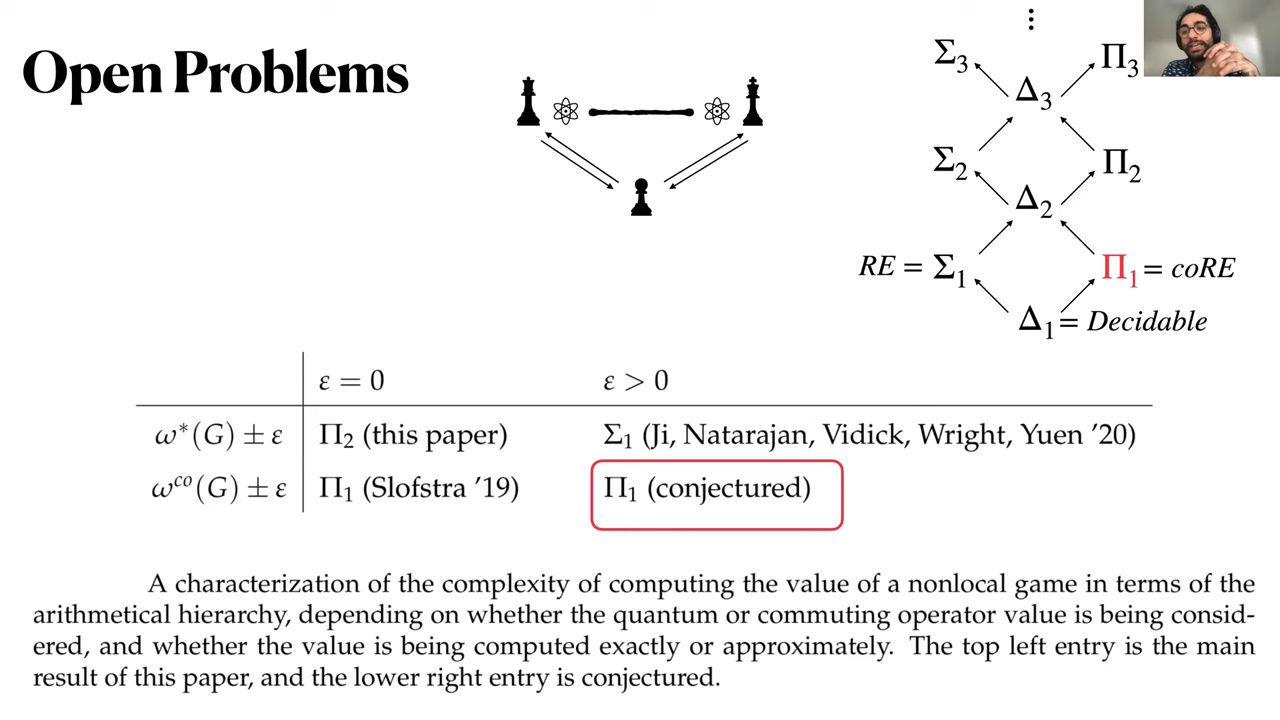 Open Problems
⋮
Σ₃ Π₃
Δ₃
Σ₂ Π₂
Δ₂
RE = Σ₁ Π₁ = coRE
Δ₁ = Decidable
ε = 0 ε > 0
ω*(G) ± ε Π₂ (this paper) Σ₁ (Ji, Natarajan, Vidick, Wright, Yuen '20)
ωᶜᵒ(G) ± ε Π₁ (Slofstra '19) Π₁ (conjectured)
A characterization of the complexity of computing the value of a nonlocal game in terms of the
arithmetical hierarchy, depending on whether the quantum or commuting operator value is being consid-
ered, and whether the value is being computed exactly or approximately. The top left entry is the main
result of this paper, and the lower right entry is conjectured.